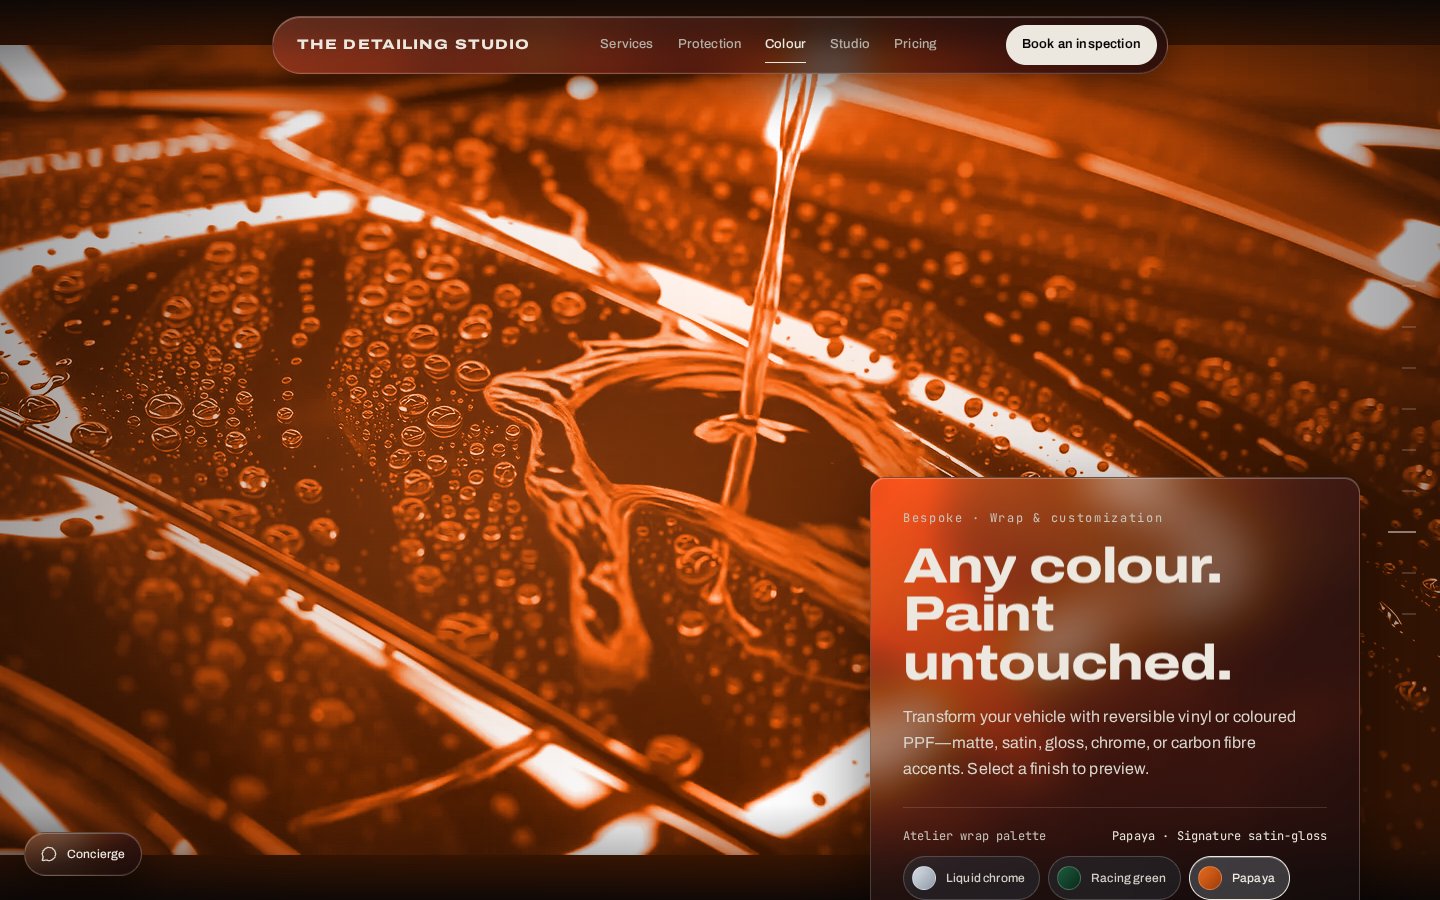 THE DETAILING STUDIO
Services
Protection
Colour
Studio
Pricing
Book an inspection
Bespoke · Wrap & customization
Any colour.
Paint
untouched.
Transform your vehicle with reversible vinyl or coloured
PPF—matte, satin, gloss, chrome, or carbon fibre
accents. Select a finish to preview.
Atelier wrap palette
Papaya · Signature satin-gloss
Liquid chrome
Racing green
Papaya
Concierge